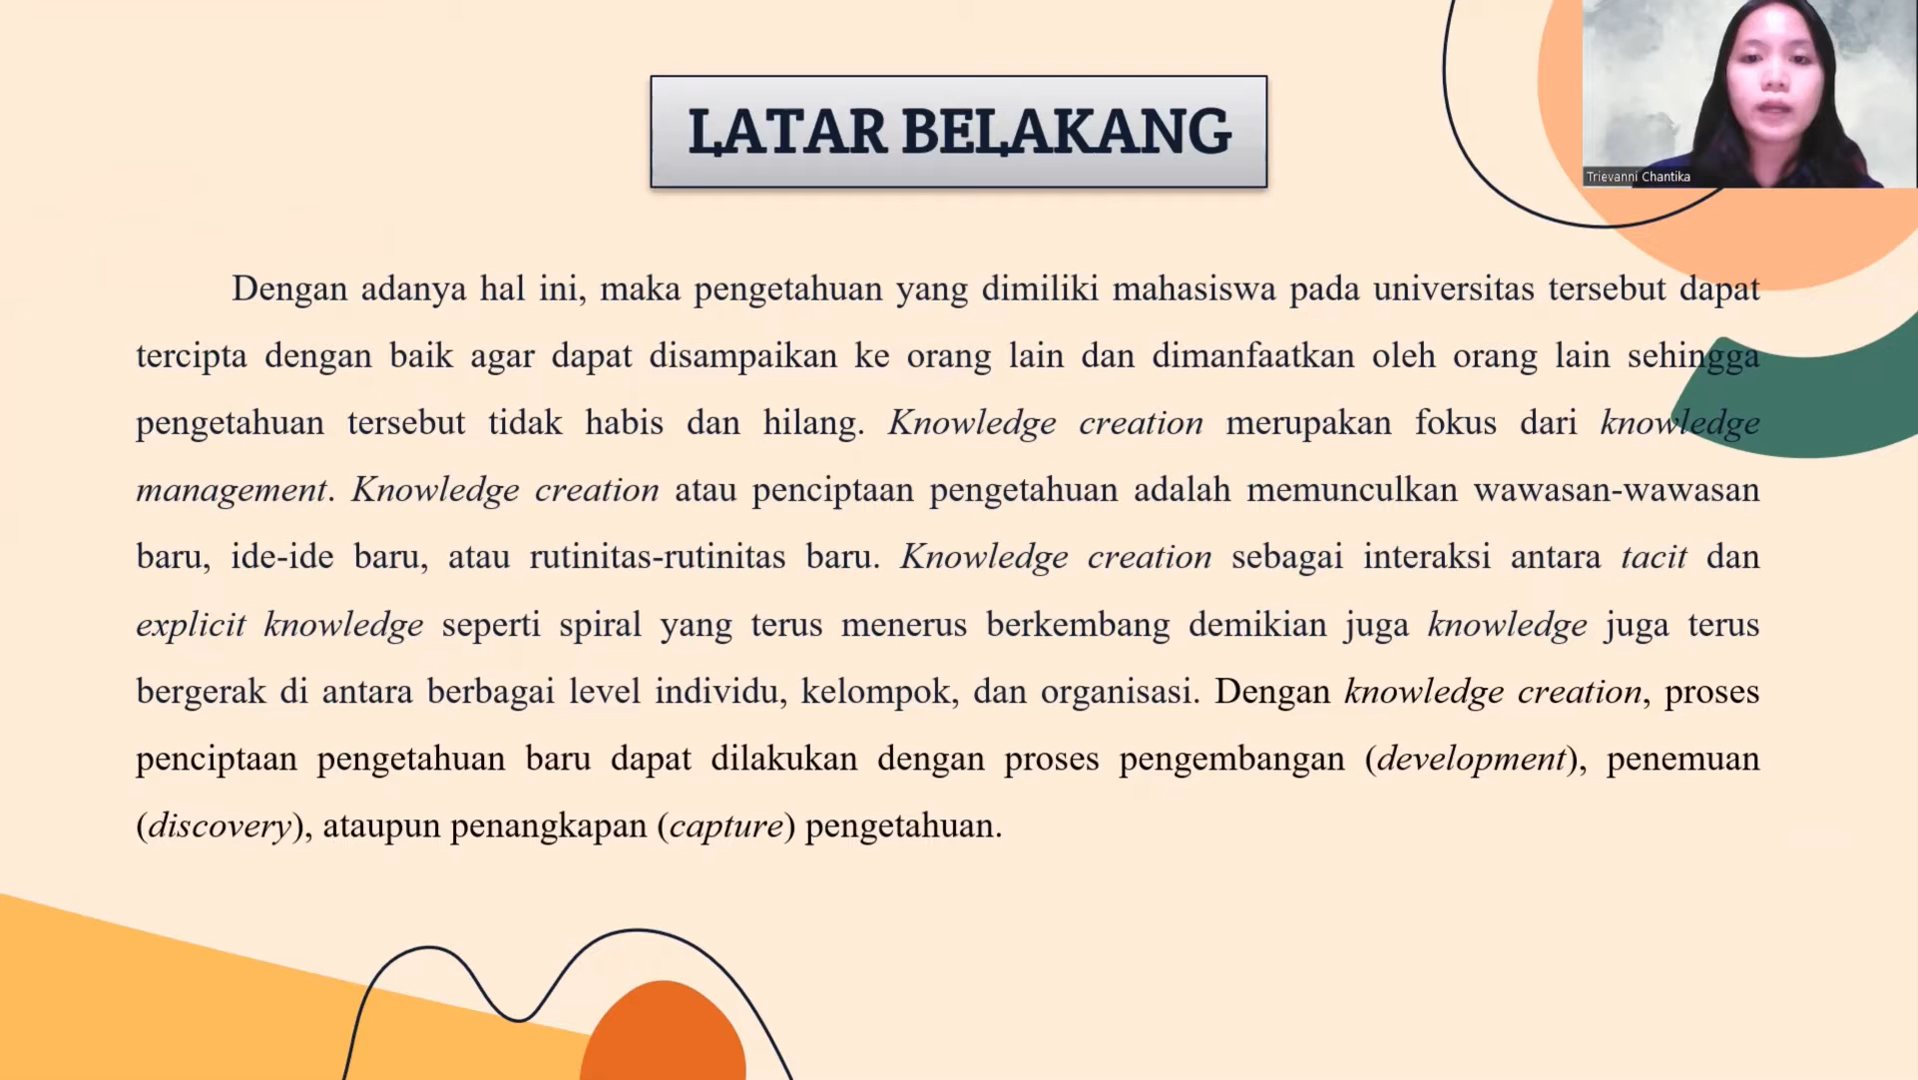 LATAR BELAKANG
Trievanni Chantika
Dengan adanya hal ini, maka pengetahuan yang dimiliki mahasiswa pada universitas tersebut dapat
tercipta dengan baik agar dapat disampaikan ke orang lain dan dimanfaatkan oleh orang lain sehingga
pengetahuan tersebut tidak habis dan hilang. Knowledge creation merupakan fokus dari knowledge
management. Knowledge creation atau penciptaan pengetahuan adalah memunculkan wawasan-wawasan
baru, ide-ide baru, atau rutinitas-rutinitas baru. Knowledge creation sebagai interaksi antara tacit dan
explicit knowledge seperti spiral yang terus menerus berkembang demikian juga knowledge juga terus
bergerak di antara berbagai level individu, kelompok, dan organisasi. Dengan knowledge creation, proses
penciptaan pengetahuan baru dapat dilakukan dengan proses pengembangan (development), penemuan
(discovery), ataupun penangkapan (capture) pengetahuan.